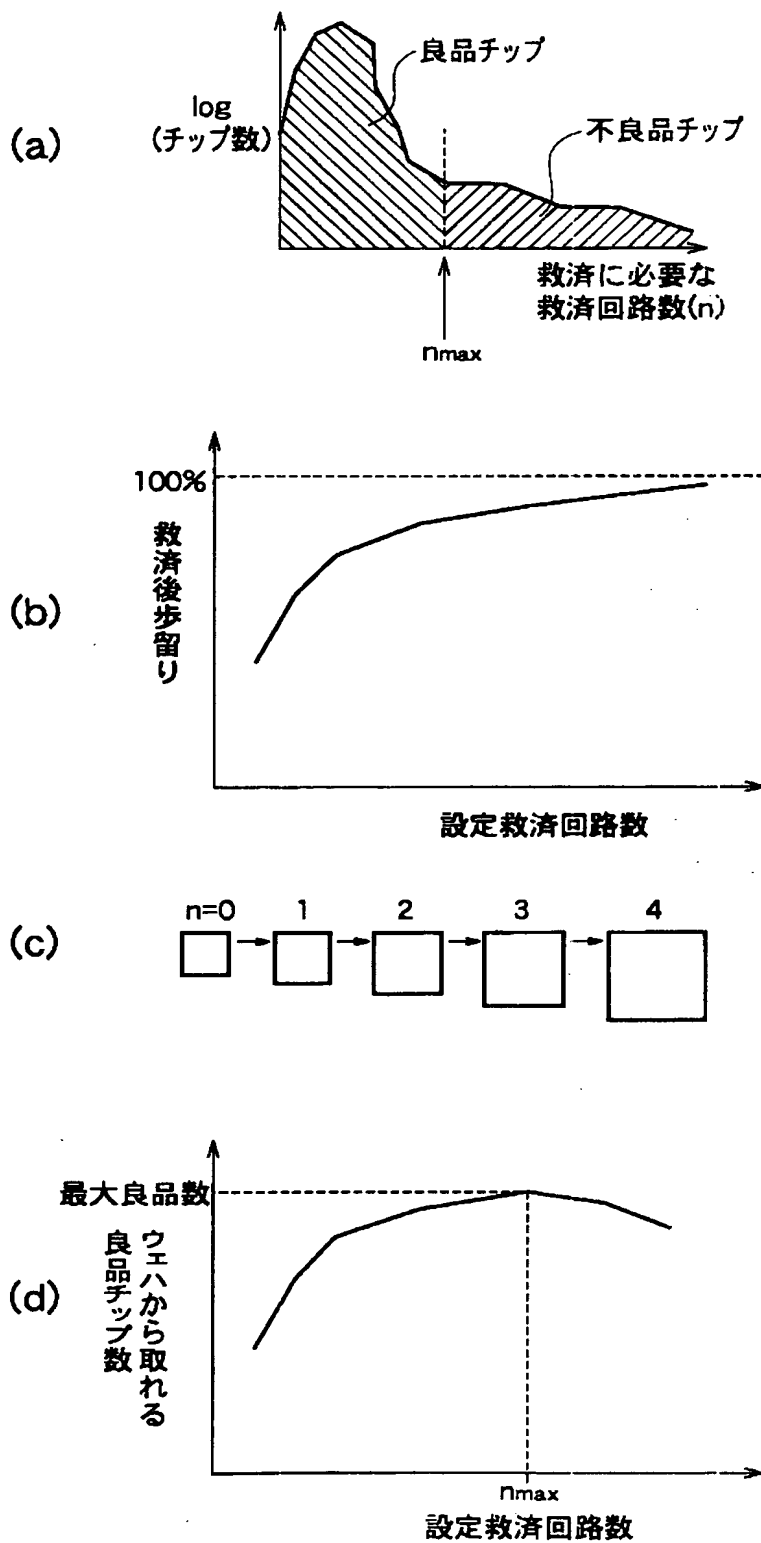 (a)
log
(チップ数)
良品チップ
不良品チップ
救済に必要な
救済回路数(n)
nmax
(b)
100%
救済後歩留り
設定救済回路数
(c)
n=0 1 2 3 4
(d)
最大良品数
ウェハから取れる
良品チップ数
nmax
設定救済回路数